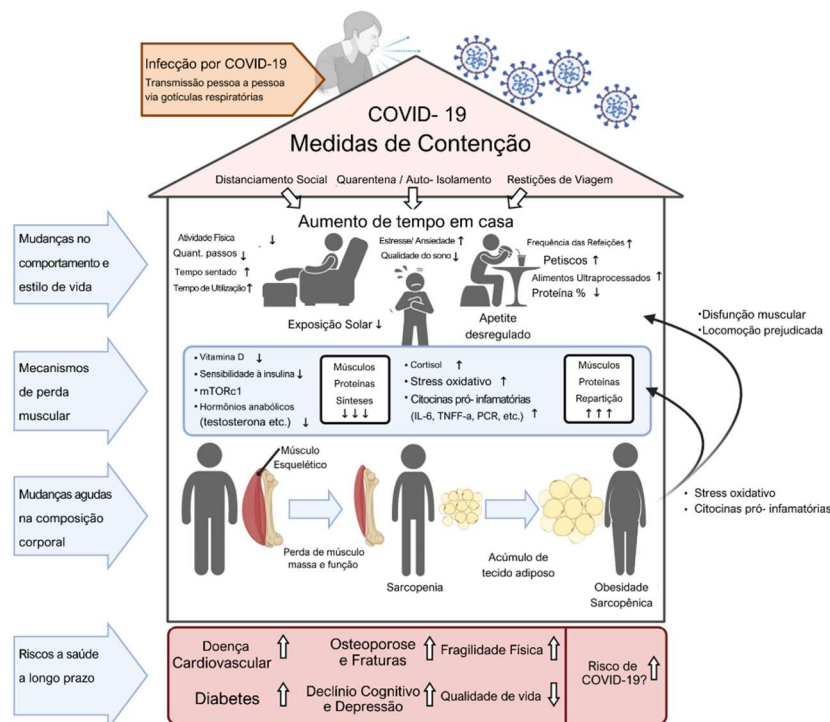 Infecção por COVID-19
Transmissão pessoa a pessoa
via gotículas respiratórias
COVID- 19
Medidas de Contenção
Distanciamento Social
Quarentena / Auto- Isolamento
Restições de Viagem
Aumento de tempo em casa
Mudanças no
comportamento e
estilo de vida
Atividade Física ↓
Quant. passos ↓
Tempo sentado ↑
Tempo de Utilização ↑
Exposição Solar ↓
Estresse/ Ansiedade ↑
Qualidade do sono ↓
Apetite
desregulado
Frequência das Refeições ↑
Petiscos ↑
Alimentos Ultraprocessados ↑
Proteína % ↓
•Disfunção muscular
•Locomoção prejudicada
Mecanismos
de perda
muscular
• Vitamina D ↓
• Sensibilidade à insulina ↓
• mTORc1
• Hormônios anabólicos
(testosterona etc.) ↓
Músculos
Proteínas
Sínteses
↓ ↓ ↓
• Cortisol ↑
• Stress oxidativo ↑
• Citocinas pró- infamatórias
(IL-6, TNFF-a, PCR, etc.) ↑
Músculos
Proteínas
Repartição
↑ ↑ ↑
Mudanças agudas
na composição
corporal
Músculo
Esquelético
Perda de músculo
massa e função
Sarcopenia
Acúmulo de
tecido adiposo
Obesidade
Sarcopênica
• Stress oxidativo
• Citocinas pró- infamatórias
Riscos a saúde
a longo prazo
Doença
Cardiovascular
Osteoporose
e Fraturas
Fragilidade Física
Diabetes
Declínio Cognitivo
e Depressão
Qualidade de vida
Risco de
COVID-19?